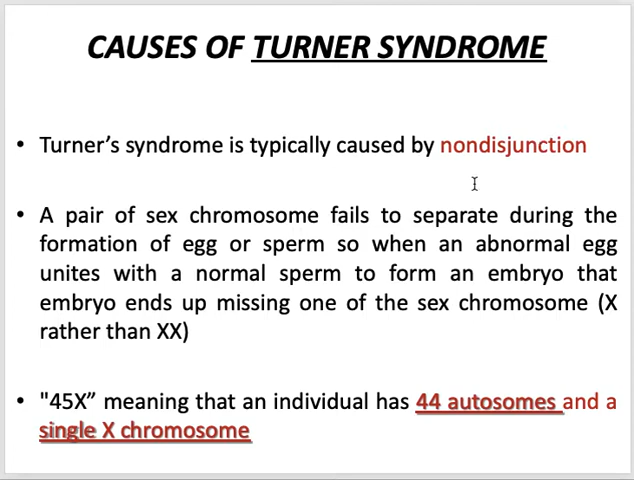 CAUSES OF TURNER SYNDROME
• Turner’s syndrome is typically caused by nondisjunction
• A pair of sex chromosome fails to separate during the
formation of egg or sperm so when an abnormal egg
unites with a normal sperm to form an embryo that
embryo ends up missing one of the sex chromosome (X
rather than XX)
• "45X” meaning that an individual has 44 autosomes and a
single X chromosome